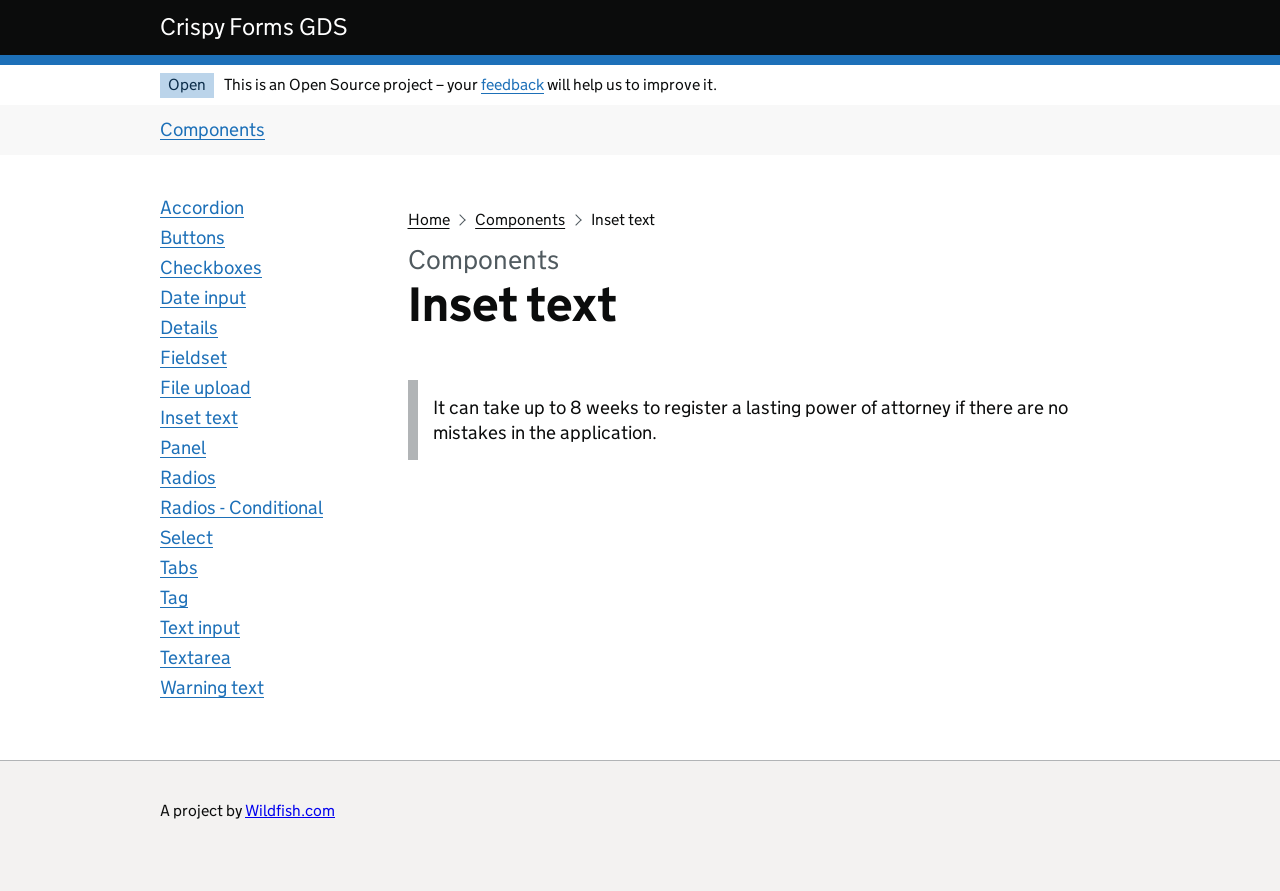 Crispy Forms GDS
Open This is an Open Source project – your feedback will help us to improve it.
Components
Accordion
Buttons
Checkboxes
Date input
Details
Fieldset
File upload
Inset text
Panel
Radios
Radios - Conditional
Select
Tabs
Tag
Text input
Textarea
Warning text
Home Components Inset text
Components
Inset text
It can take up to 8 weeks to register a lasting power of attorney if there are no
mistakes in the application.
A project by Wildfish.com